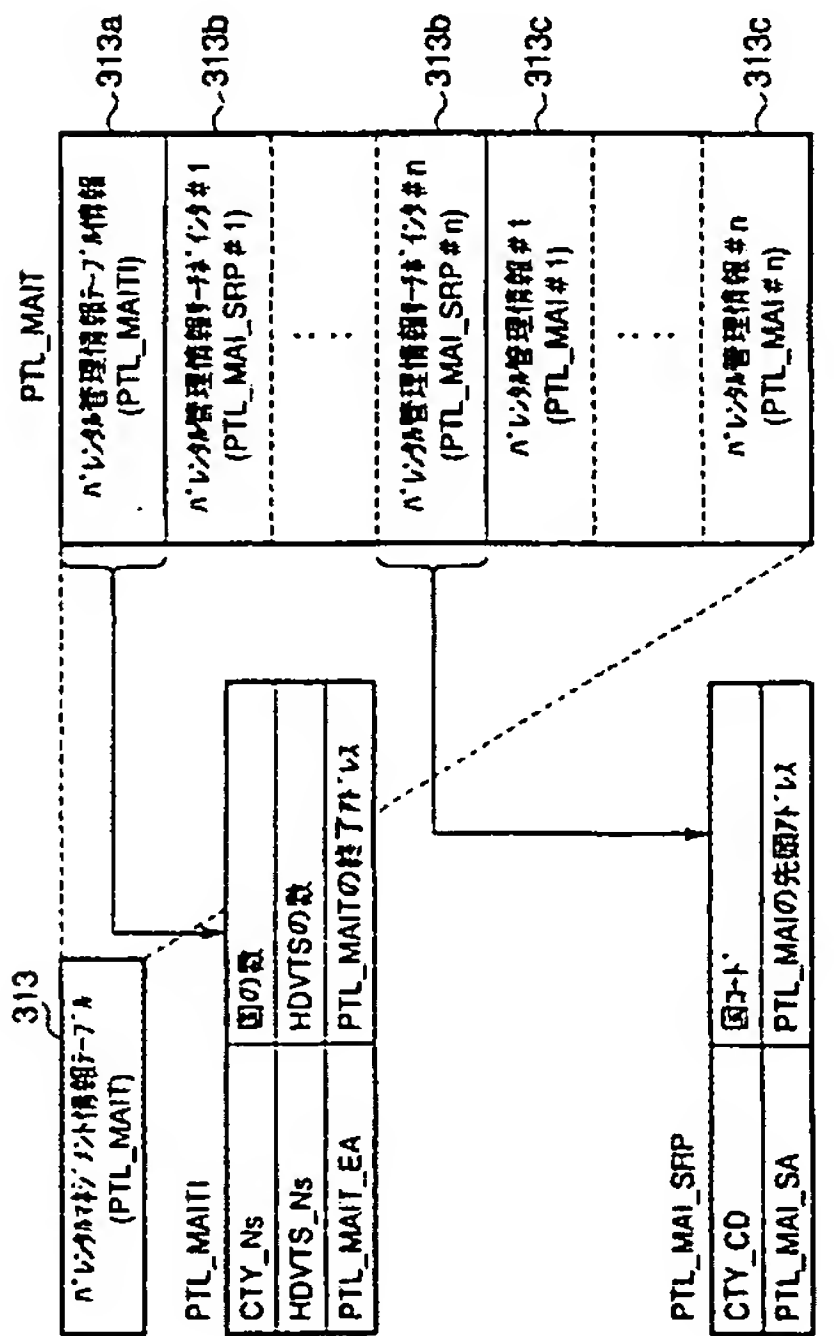 313
ﾊﾟﾚﾝﾀﾙﾏﾈｼﾞﾒﾝﾄ情報ﾃｰﾌﾞﾙ
(PTL_MAIT)
PTL_MAITI
CTY_Ns 国の数
HDVTS_Ns HDVTSの数
PTL_MAIT_EA PTL_MAITの終了ｱﾄﾞﾚｽ
PTL_MAI_SRP
CTY_CD 国ｺｰﾄﾞ
PTL_MAI_SA PTL_MAIの先頭ｱﾄﾞﾚｽ
PTL_MAIT
ﾊﾟﾚﾝﾀﾙ管理情報ﾃｰﾌﾞﾙ情報
(PTL_MAITI)
313a
ﾊﾟﾚﾝﾀﾙ管理情報ｻｰﾁﾎﾟｲﾝﾀ#1
(PTL_MAI_SRP#1)
313b
ﾊﾟﾚﾝﾀﾙ管理情報ｻｰﾁﾎﾟｲﾝﾀ#n
(PTL_MAI_SRP#n)
313b
ﾊﾟﾚﾝﾀﾙ管理情報#1
(PTL_MAI#1)
313c
ﾊﾟﾚﾝﾀﾙ管理情報#n
(PTL_MAI#n)
313c